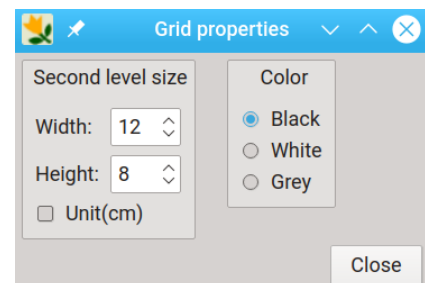 Grid properties
Second level size
Width: 12
Height: 8
Unit(cm)
Color
Black
White
Grey
Close